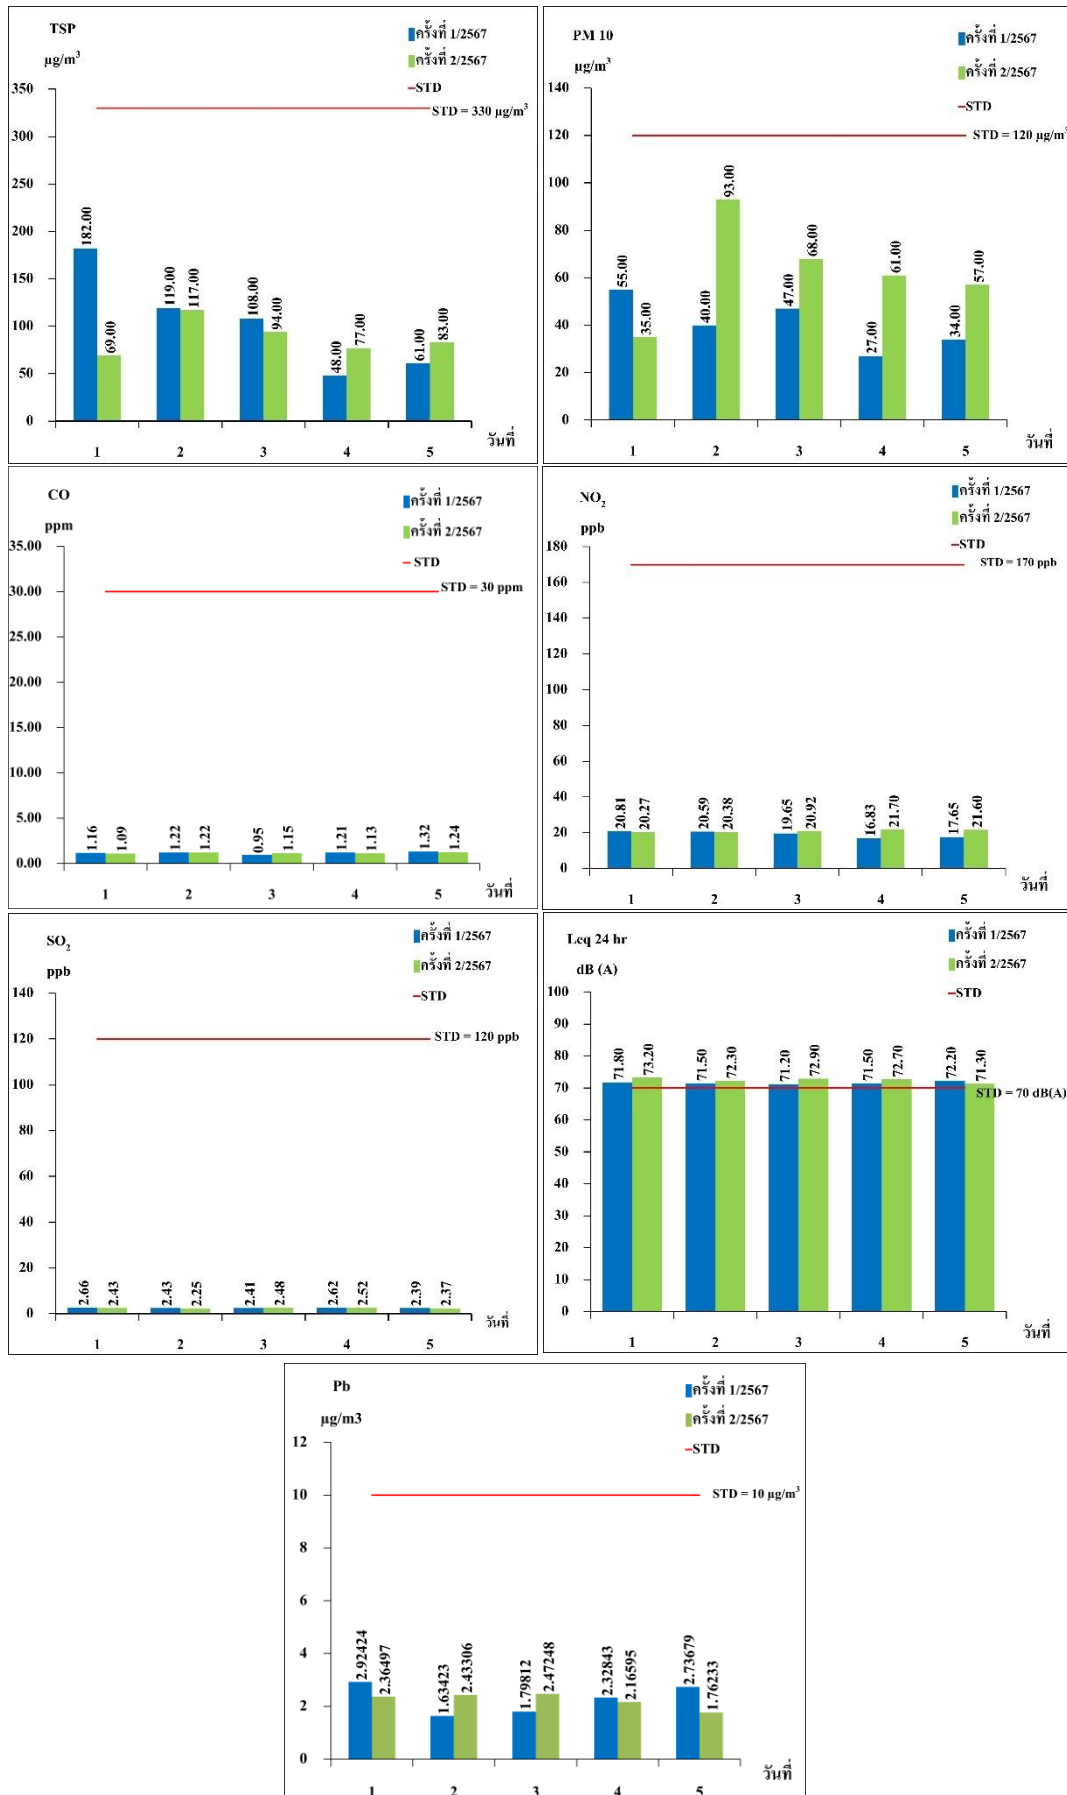 TSP
µg/m³
ครั้งที่ 1/2567
ครั้งที่ 2/2567
STD
STD = 330 µg/m³
350
300
250
200
150
100
50
0
182.00
69.00
119.00
117.00
108.00
94.00
48.00
77.00
61.00
83.00
1 2 3 4 5
วันที่
PM 10
µg/m³
ครั้งที่ 1/2567
ครั้งที่ 2/2567
STD
STD = 120 µg/m³
140
120
100
80
60
40
20
0
55.00
35.00
40.00
93.00
47.00
68.00
27.00
61.00
34.00
57.00
1 2 3 4 5
วันที่
CO
ppm
ครั้งที่ 1/2567
ครั้งที่ 2/2567
STD
STD = 30 ppm
35.00
30.00
25.00
20.00
15.00
10.00
5.00
0.00
1.16
1.09
1.22
1.22
0.95
1.15
1.21
1.13
1.32
1.24
1 2 3 4 5
วันที่
NO₂
ppb
ครั้งที่ 1/2567
ครั้งที่ 2/2567
STD
STD = 170 ppb
180
160
140
120
100
80
60
40
20
0
20.81
20.27
20.59
20.38
19.65
20.92
16.83
21.70
17.65
21.60
1 2 3 4 5
วันที่
SO₂
ppb
ครั้งที่ 1/2567
ครั้งที่ 2/2567
STD
STD = 120 ppb
140
120
100
80
60
40
20
0
2.66
2.43
2.43
2.25
2.41
2.48
2.62
2.52
2.39
2.37
1 2 3 4 5
วันที่
Leq 24 hr
dB (A)
ครั้งที่ 1/2567
ครั้งที่ 2/2567
STD
STD = 70 dB(A)
100
90
80
70
60
50
40
30
20
10
0
71.80
73.20
71.50
72.30
71.20
72.90
71.50
72.70
72.20
71.30
1 2 3 4 5
วันที่
Pb
µg/m3
ครั้งที่ 1/2567
ครั้งที่ 2/2567
STD
STD = 10 µg/m³
12
10
8
6
4
2
0
2.92424
2.36497
1.63423
2.43306
1.79812
2.47248
2.32843
2.16595
2.73679
1.76233
1 2 3 4 5
วันที่